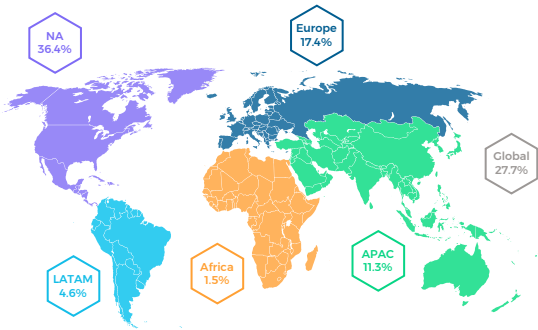 NA
36.4%
Europe
17.4%
Global
27.7%
LATAM
4.6%
Africa
1.5%
APAC
11.3%